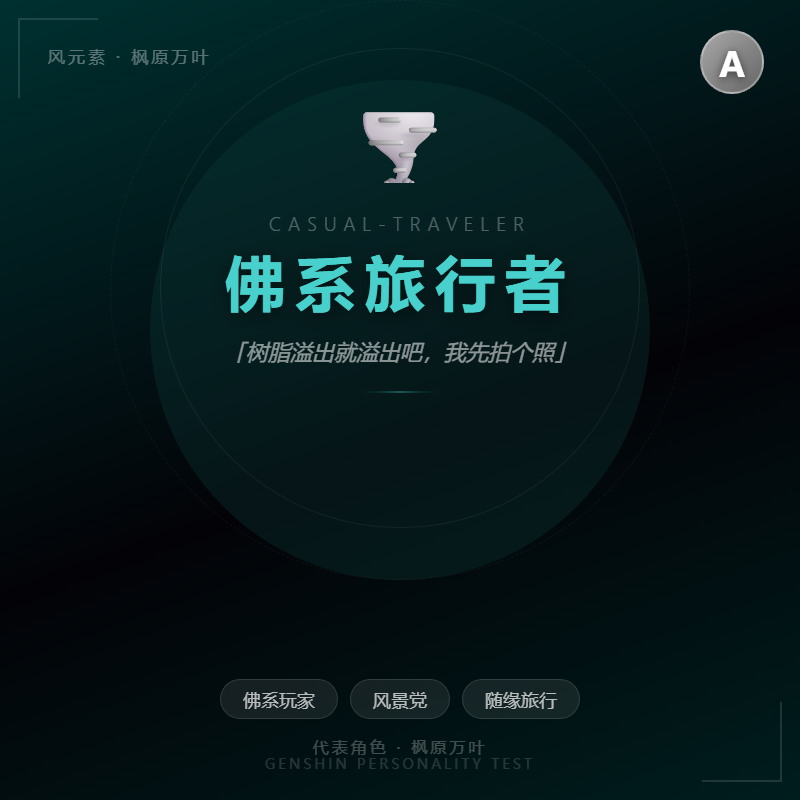 风元素 · 枫原万叶
A
CASUAL-TRAVELER
佛系旅行者
「树脂溢出就溢出吧，我先拍个照」
佛系玩家
风景党
随缘旅行
代表角色 · 枫原万叶
GENSHIN PERSONALITY TEST